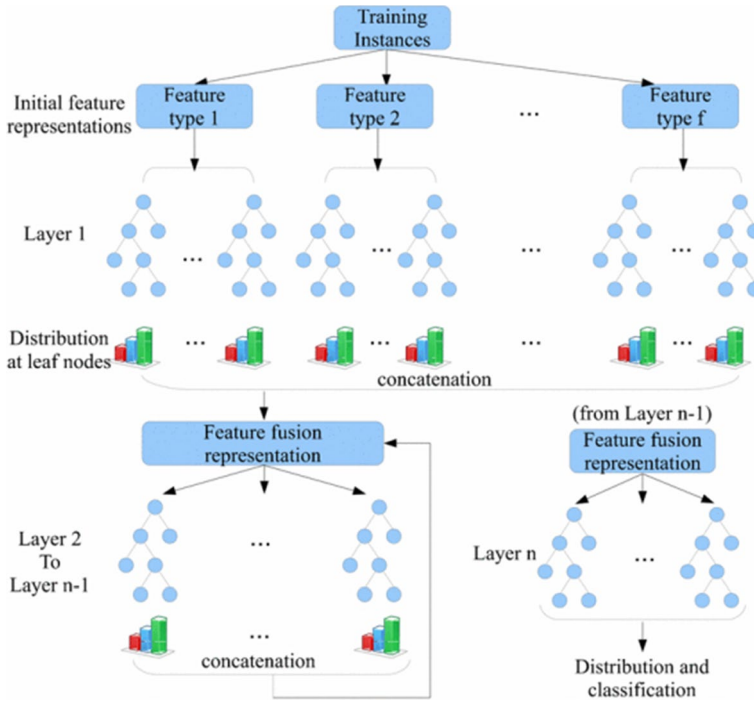 Training
Instances
Initial feature
representations
Feature
type 1
Feature
type 2
...
Feature
type f
Layer 1
...
...
...
...
Distribution
at leaf nodes
...
...
...
...
concatenation
Feature fusion
representation
(from Layer n-1)
Feature fusion
representation
Layer 2
To
Layer n-1
...
Layer n
...
...
concatenation
Distribution and
classification